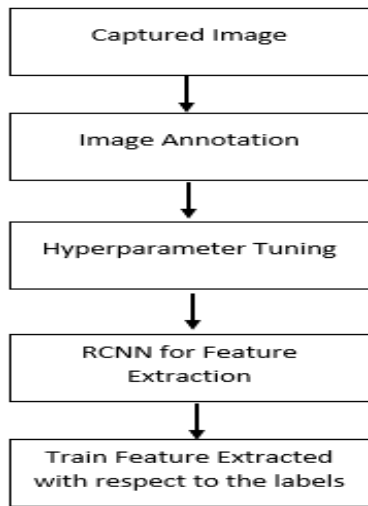 Captured Image
Image Annotation
Hyperparameter Tuning
RCNN for Feature
Extraction
Train Feature Extracted
with respect to the labels